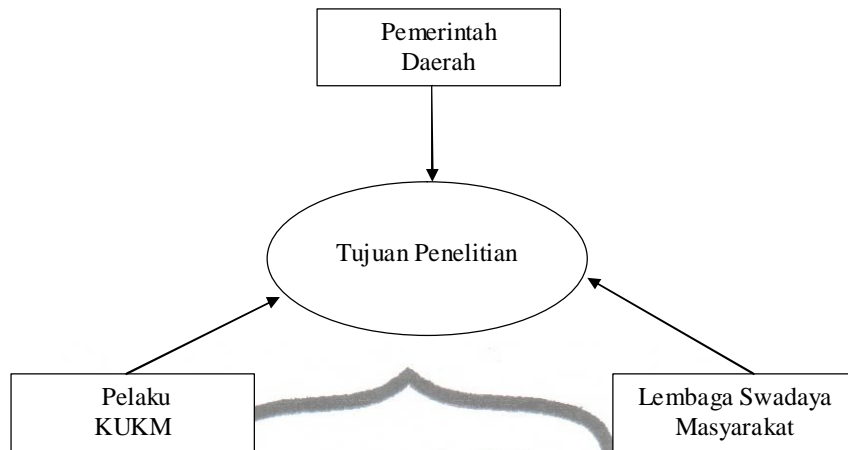 Pemerintah
Daerah
Tujuan Penelitian
Pelaku
KUKM
Lembaga Swadaya
Masyarakat